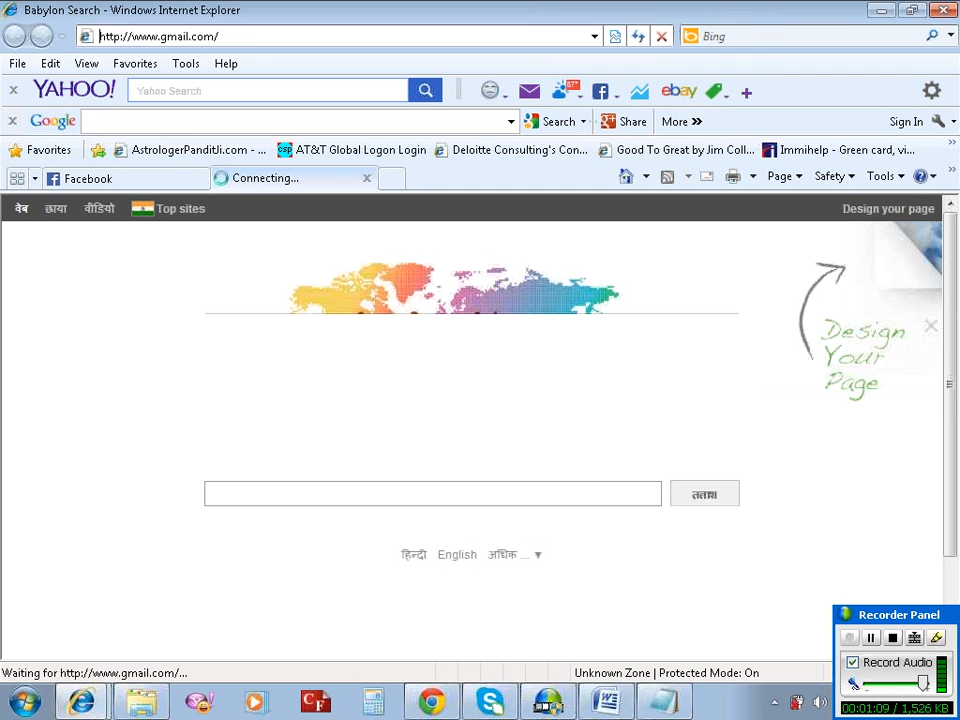 Babylon Search - Windows Internet Explorer
http://www.gmail.com/
Bing
File Edit View Favorites Tools Help
YAHOO! Yahoo Search 87° ebay
Google Search Share More » Sign In
Favorites AstrologerPanditJi.com - ... AT&T Global Logon Login Deloitte Consulting's Con... Good To Great by Jim Coll... Immihelp - Green card, vi...
Facebook Connecting... Page Safety Tools
वेब छाया वीडियो Top sites Design your page
Design
Your
Page
तलाश
हिन्दी English अधिक ... ▼
Recorder Panel
Record Audio
Waiting for http://www.gmail.com/... Unknown Zone | Protected Mode: On
00:01:09 / 1,526 KB